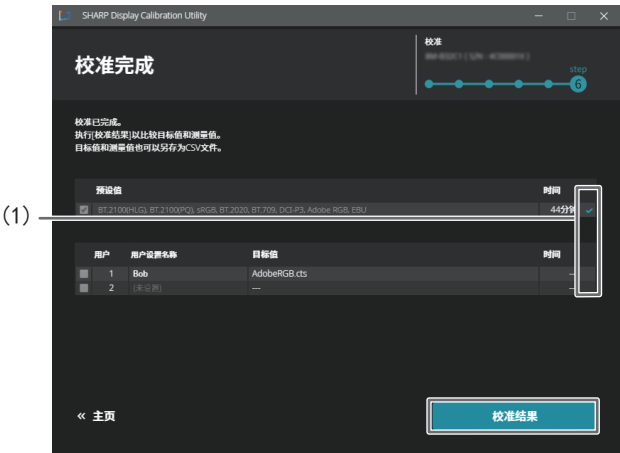 SHARP Display Calibration Utility
校准完成
校准
step
6
校准已完成。
执行[校准结果]以比较目标值和测量值。
目标值和测量值也可以另存为CSV文件。
预设值 时间
(1)
BT.2100(HLG), BT.2100(PQ), sRGB, BT.2020, BT.709, DCI-P3, Adobe RGB, EBU 44分钟
用户 用户设置名称 目标值 时间
1 Bob AdobeRGB.cts --
2 (未设置) --- --
« 主页 校准结果